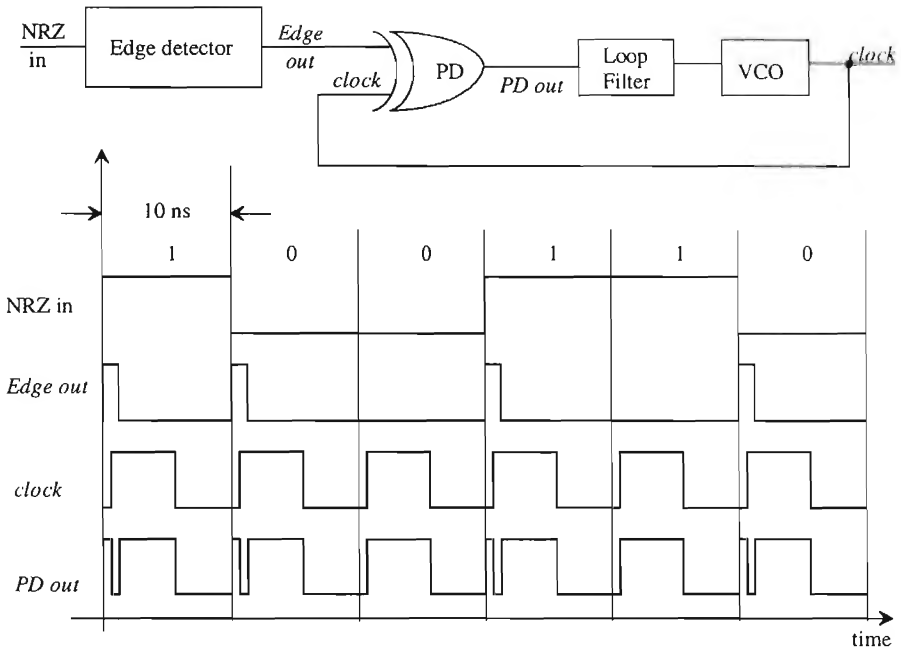 NRZ
in
Edge detector
Edge
out
clock
PD
PD out
Loop
Filter
VCO
clock
10 ns
1 0 0 1 1 0
NRZ in
Edge out
clock
PD out
time